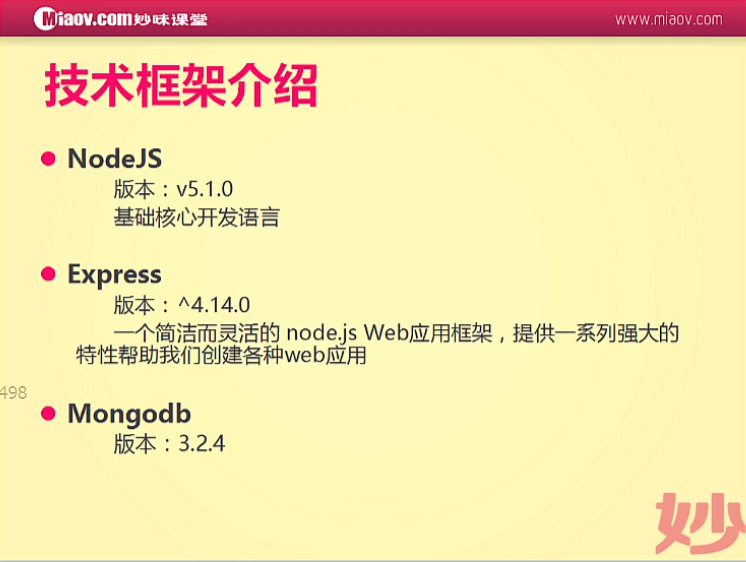 Miaov.com妙味课堂
www.miaov.com
技术框架介绍
NodeJS
版本：v5.1.0
基础核心开发语言
Express
版本：^4.14.0
一个简洁而灵活的 node.js Web应用框架，提供一系列强大的
特性帮助我们创建各种web应用
498
Mongodb
版本：3.2.4
妙